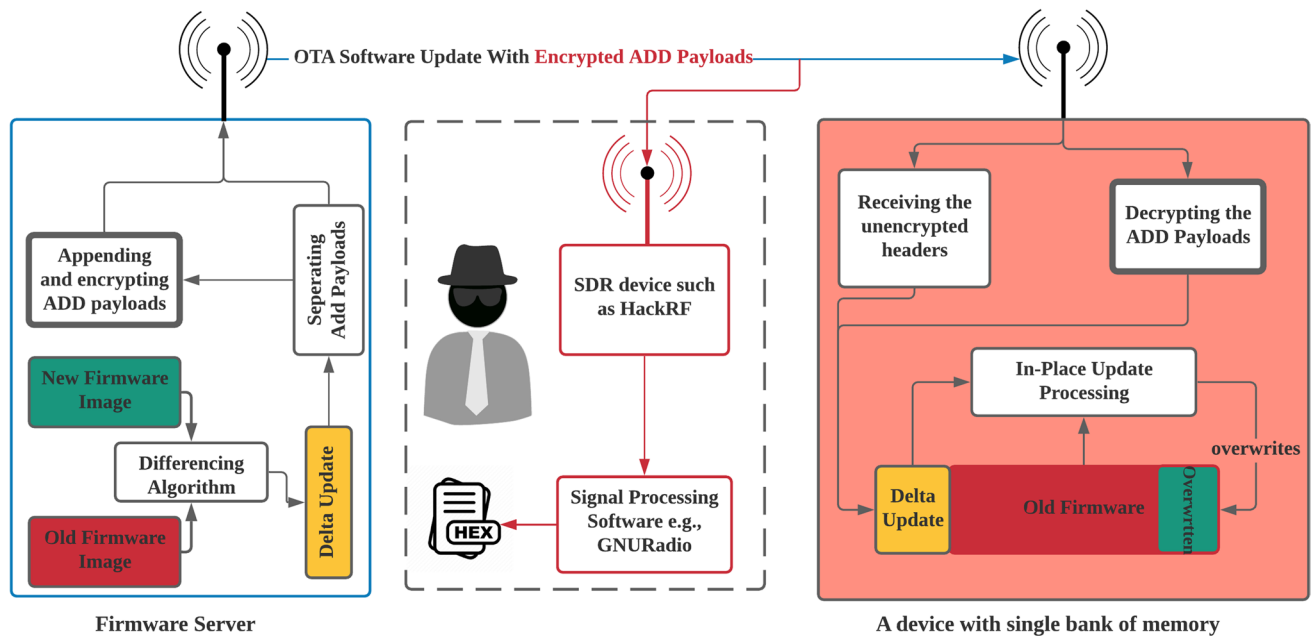 OTA Software Update With Encrypted ADD Payloads
Appending
and encrypting
ADD payloads
Seperating
Add Payloads
New Firmware
Image
Differencing
Algorithm
Old Firmware
Image
Delta Update
Firmware Server
SDR device such
as HackRF
Signal Processing
Software e.g.,
GNURadio
HEX
Receiving the
unencrypted
headers
Decrypting the
ADD Payloads
In-Place Update
Processing
overwrites
Delta
Update
Old Firmware
Overwrtten
A device with single bank of memory